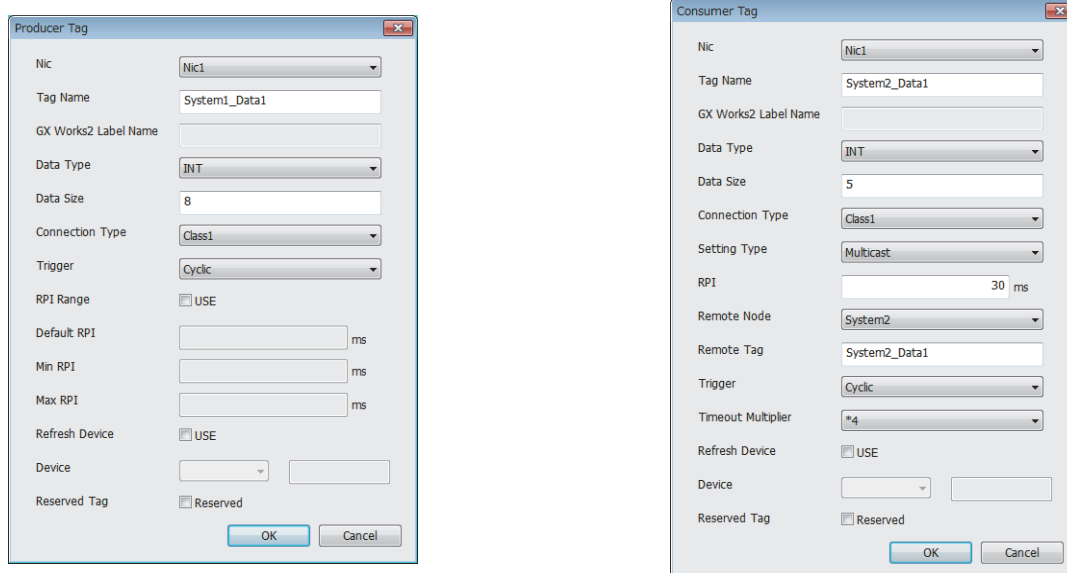 Producer Tag
Nic Nic1
Tag Name System1_Data1
GX Works2 Label Name
Data Type INT
Data Size 8
Connection Type Class1
Trigger Cyclic
RPI Range USE
Default RPI ms
Min RPI ms
Max RPI ms
Refresh Device USE
Device
Reserved Tag Reserved
OK Cancel
Consumer Tag
Nic Nic1
Tag Name System2_Data1
GX Works2 Label Name
Data Type INT
Data Size 5
Connection Type Class1
Setting Type Multicast
RPI 30 ms
Remote Node System2
Remote Tag System2_Data1
Trigger Cyclic
Timeout Multiplier *4
Refresh Device USE
Device
Reserved Tag Reserved
OK Cancel